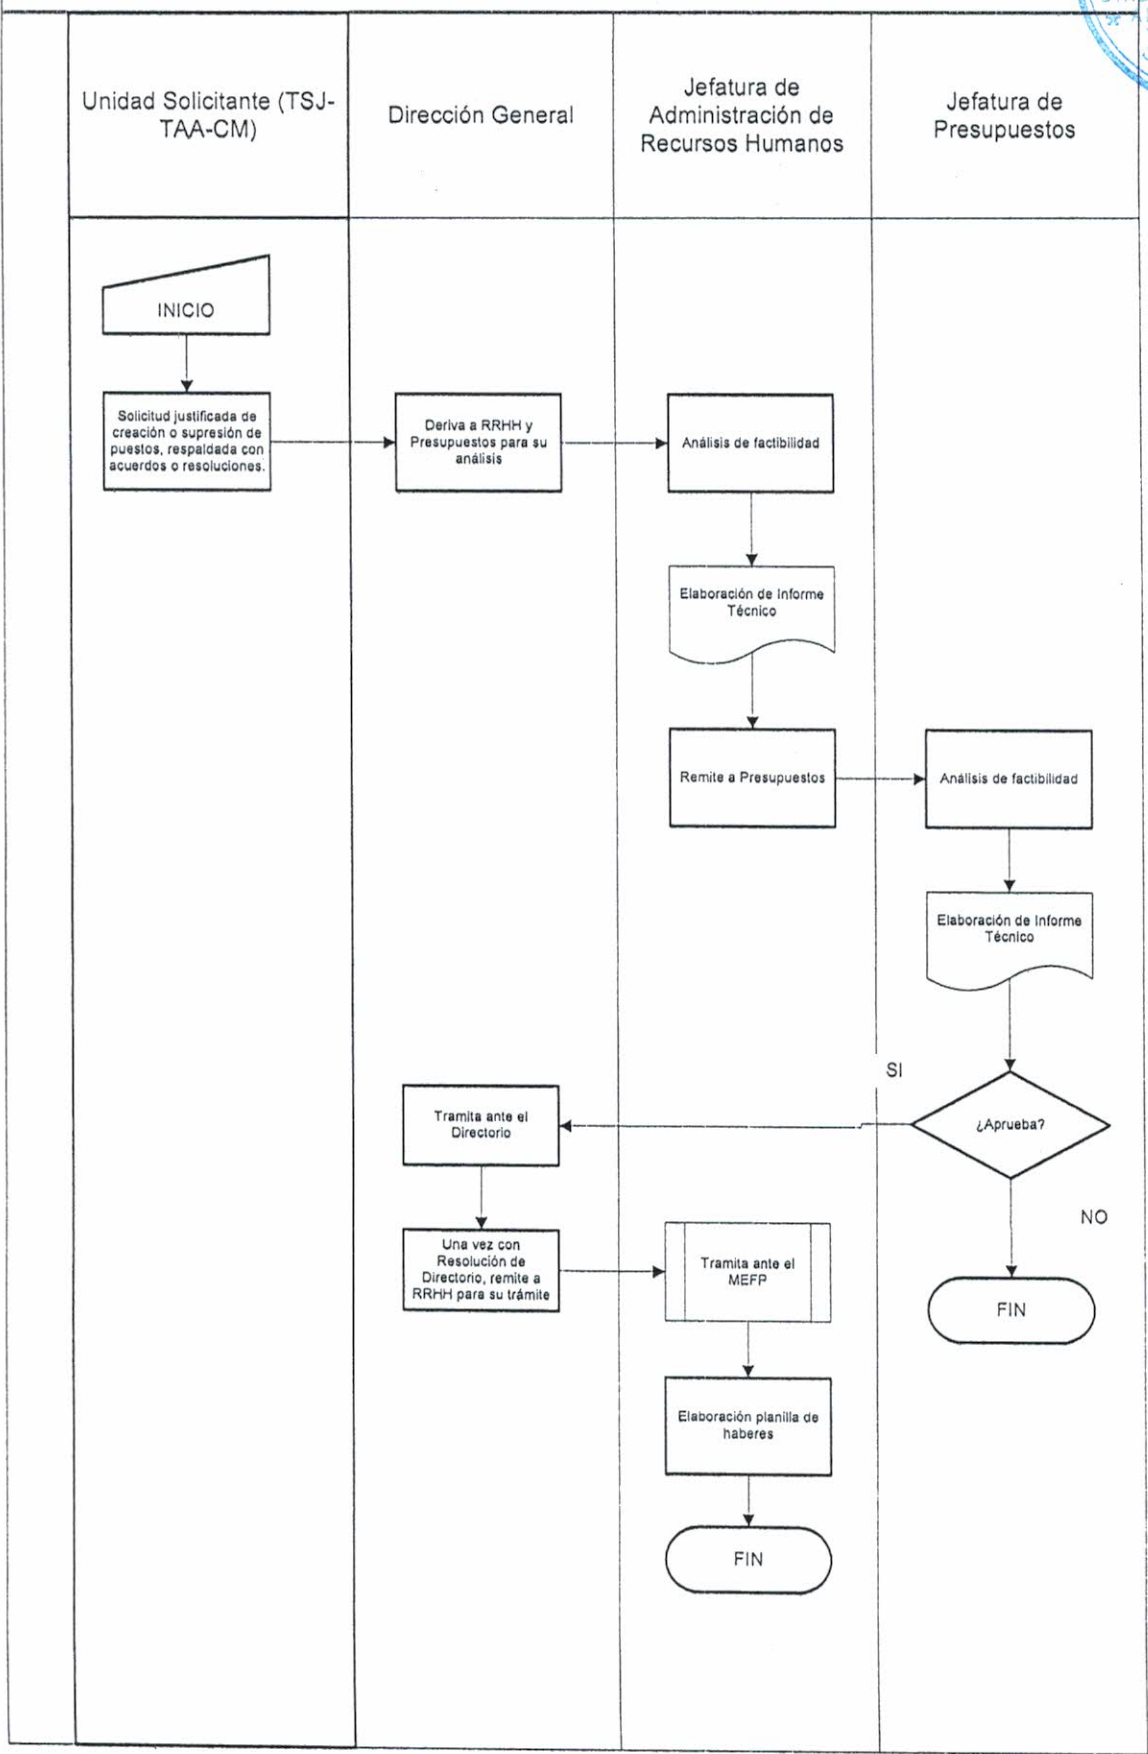 Unidad Solicitante (TSJ-
TAA-CM)
Dirección General
Jefatura de
Administración de
Recursos Humanos
Jefatura de
Presupuestos
INICIO
Solicitud justificada de
creación o supresión de
puestos, respaldada con
acuerdos o resoluciones.
Deriva a RRHH y
Presupuestos para su
análisis
Análisis de factibilidad
Elaboración de Informe
Técnico
Remite a Presupuestos
Análisis de factibilidad
Elaboración de Informe
Técnico
SI
¿Aprueba?
Tramita ante el
Directorio
NO
Una vez con
Resolución de
Directorio, remite a
RRHH para su trámite
Tramita ante el
MEFP
FIN
Elaboración planilla de
haberes
FIN